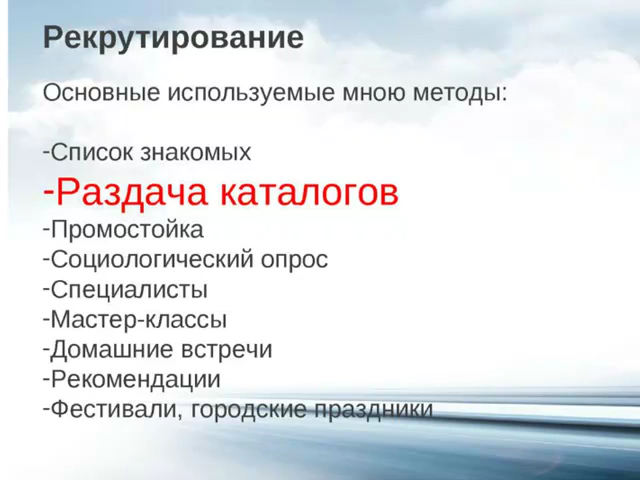 Рекрутирование
Основные используемые мною методы:
-Список знакомых
-Раздача каталогов
-Промостойка
-Социологический опрос
-Специалисты
-Мастер-классы
-Домашние встречи
-Рекомендации
-Фестивали, городские праздники